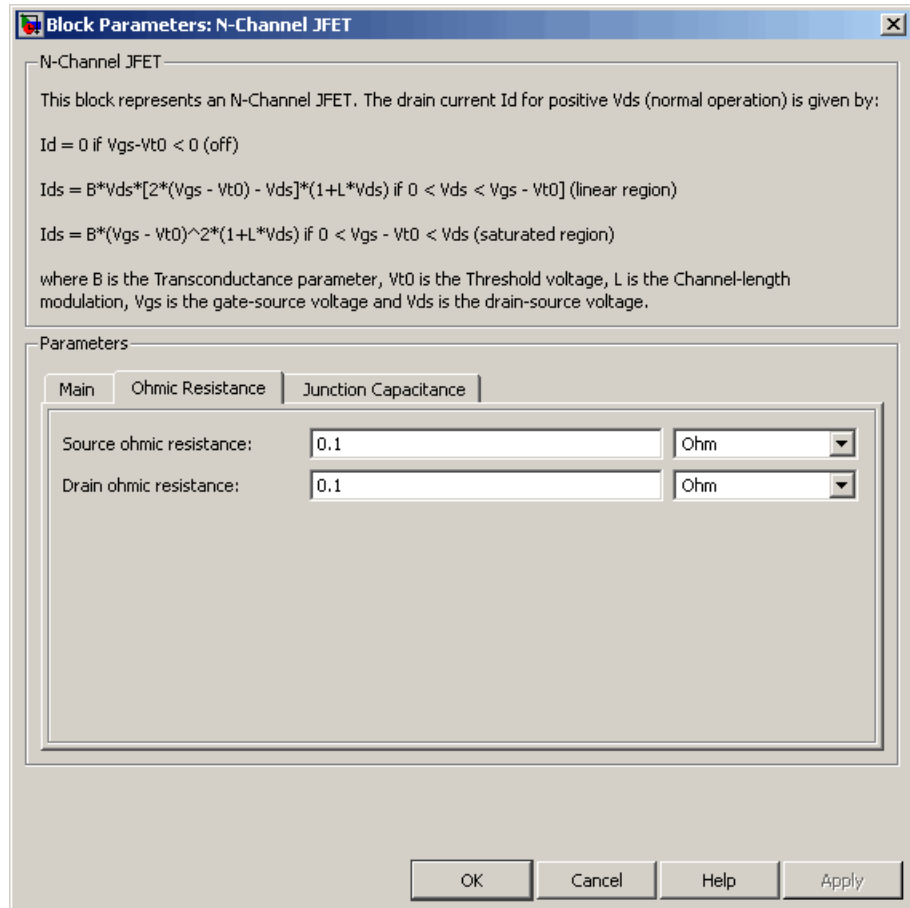 Block Parameters: N-Channel JFET
N-Channel JFET
This block represents an N-Channel JFET. The drain current Id for positive Vds (normal operation) is given by:
Id = 0 if Vgs-Vt0 < 0 (off)
Ids = B*Vds*[2*(Vgs - Vt0) - Vds]*(1+L*Vds) if 0 < Vds < Vgs - Vt0] (linear region)
Ids = B*(Vgs - Vt0)^2*(1+L*Vds) if 0 < Vgs - Vt0 < Vds (saturated region)
where B is the Transconductance parameter, Vt0 is the Threshold voltage, L is the Channel-length
modulation, Vgs is the gate-source voltage and Vds is the drain-source voltage.
Parameters
Main Ohmic Resistance Junction Capacitance
Source ohmic resistance: 0.1 Ohm
Drain ohmic resistance: 0.1 Ohm
OK Cancel Help Apply